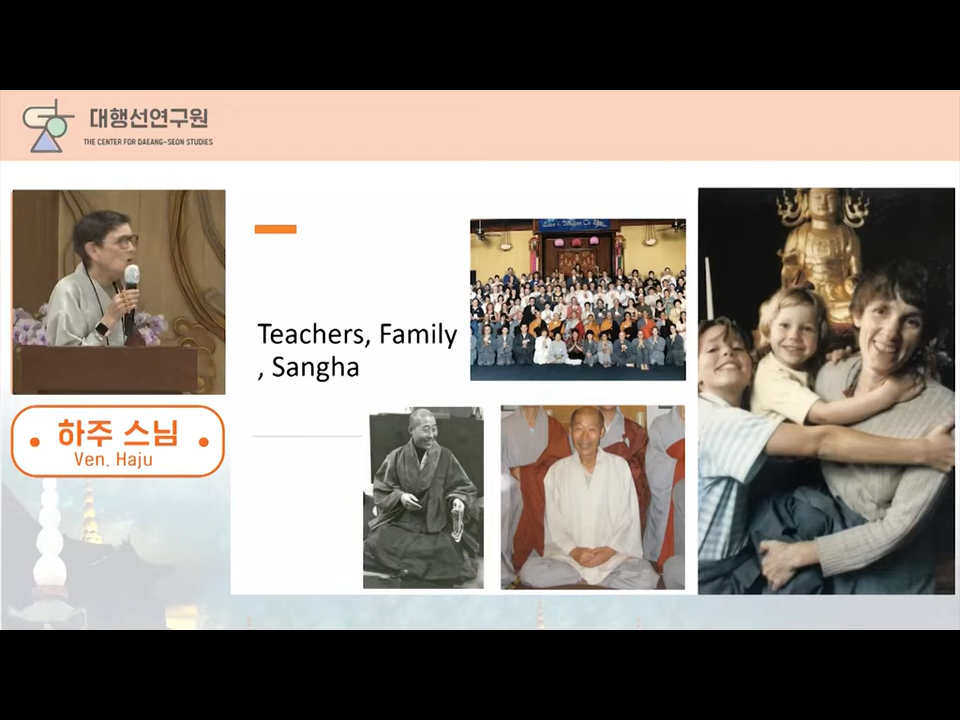 대행선연구원
THE CENTER FOR DAEANG-SEON STUDIES
Teachers, Family
, Sangha
하주 스님
Ven. Haju